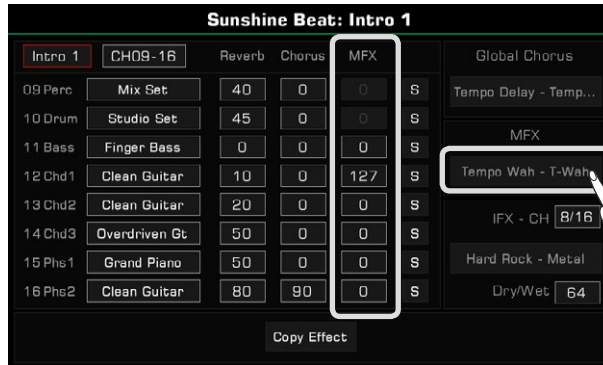 Sunshine Beat: Intro 1
Intro 1 CH09-16 Reverb Chorus MFX Global Chorus
09 Perc Mix Set 40 0 0 S Tempo Delay - Temp...
10 Drum Studio Set 45 0 0 S
MFX
11 Bass Finger Bass 0 0 0 S
12 Chd1 Clean Guitar 10 0 127 S Tempo Wah - T-Wah
13 Chd2 Clean Guitar 20 0 0 S
IFX - CH 8/16
14 Chd3 Overdriven Gt 50 0 0 S
15 Phs1 Grand Piano 50 0 0 S Hard Rock - Metal
16 Phs2 Clean Guitar 80 90 0 S Dry/Wet 64
Copy Effect